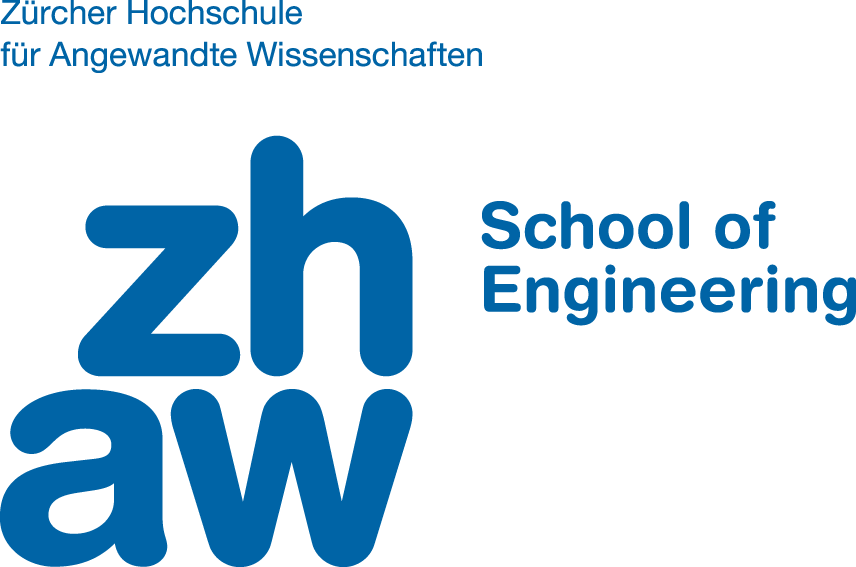 Zürcher Hochschule
für Angewandte Wissenschaften
zh
aw
School of
Engineering